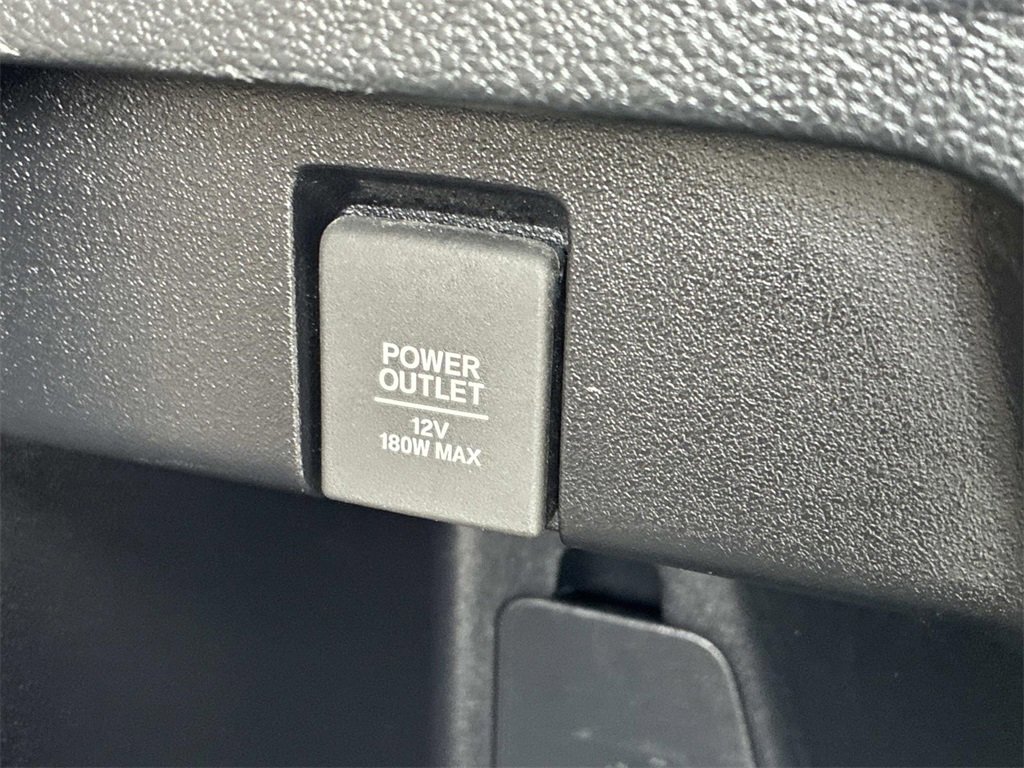 POWER
OUTLET
12V
180W MAX